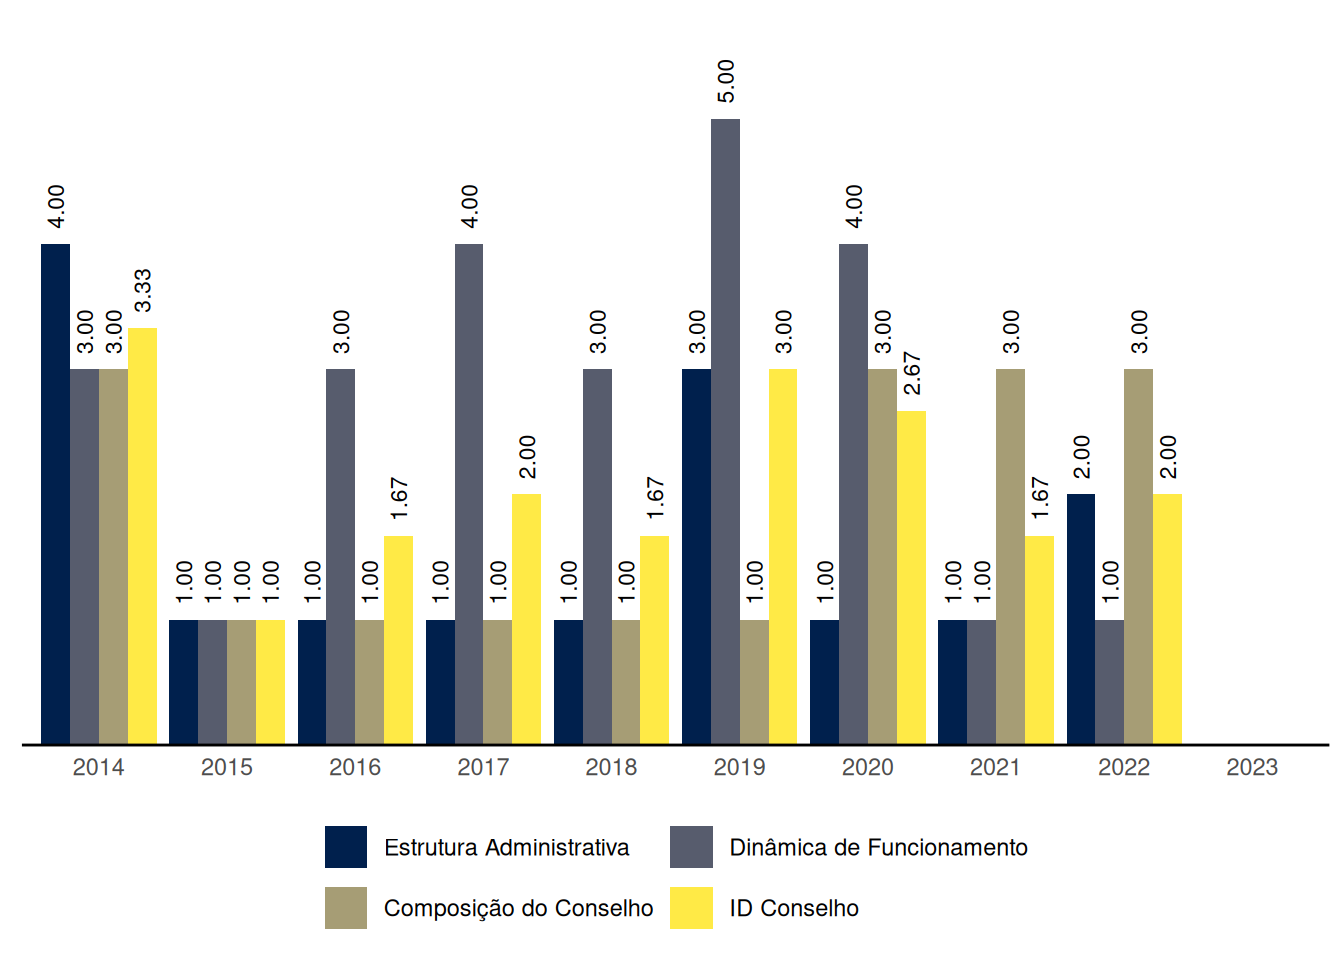 5.00
4.00 4.00 4.00
3.33
3.00 3.00 3.00 3.00 3.00 3.00 3.00 3.00 3.00
2.67
2.00 2.00 2.00
1.67 1.67 1.67
1.00 1.00 1.00 1.00 1.00 1.00 1.00 1.00 1.00 1.00 1.00 1.00 1.00 1.00 1.00
2014 2015 2016 2017 2018 2019 2020 2021 2022 2023
Estrutura Administrativa Dinâmica de Funcionamento
Composição do Conselho ID Conselho